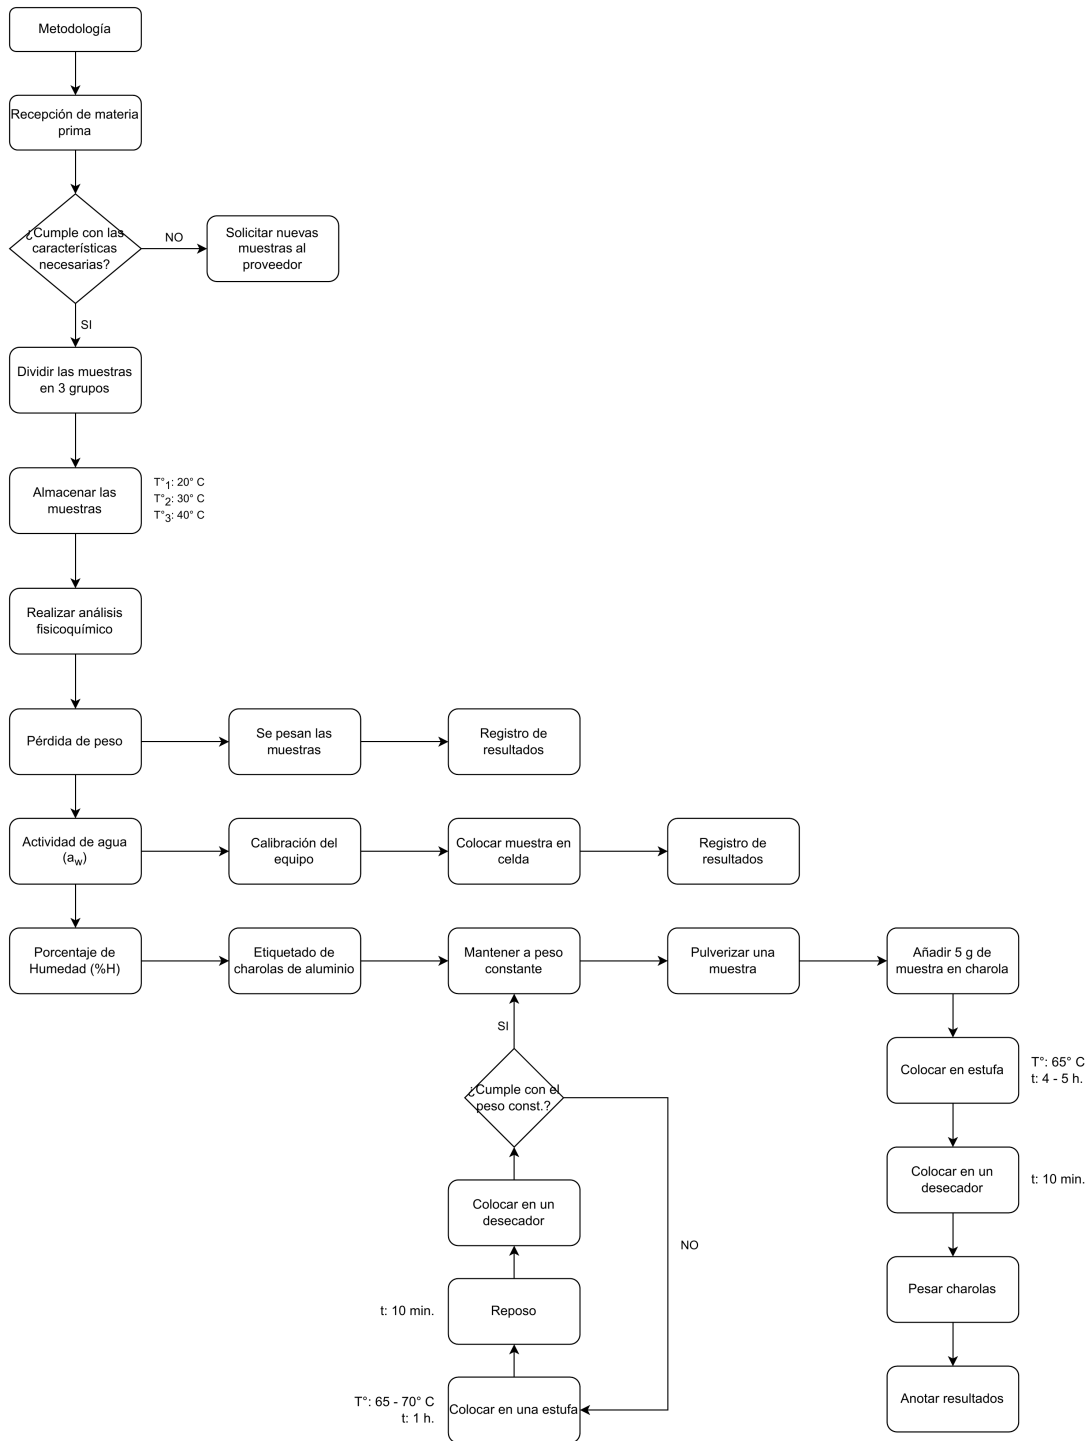 Metodología
Recepción de materia
prima
¿Cumple con las
características
necesarias?
NO
Solicitar nuevas
muestras al
proveedor
SI
Dividir las muestras
en 3 grupos
Almacenar las
muestras
T°1: 20° C
T°2: 30° C
T°3: 40° C
Realizar análisis
fisicoquímico
Pérdida de peso
Se pesan las
muestras
Registro de
resultados
Actividad de agua
(aw)
Calibración del
equipo
Colocar muestra en
celda
Registro de
resultados
Porcentaje de
Humedad (%H)
Etiquetado de
charolas de aluminio
Mantener a peso
constante
Pulverizar una
muestra
Añadir 5 g de
muestra en charola
SI
¿Cumple con el
peso const.?
NO
Colocar en un
desecador
t: 10 min.
Reposo
T°: 65 - 70° C
t: 1 h.
Colocar en una estufa
Colocar en estufa
T°: 65° C
t: 4 - 5 h.
Colocar en un
desecador
t: 10 min.
Pesar charolas
Anotar resultados